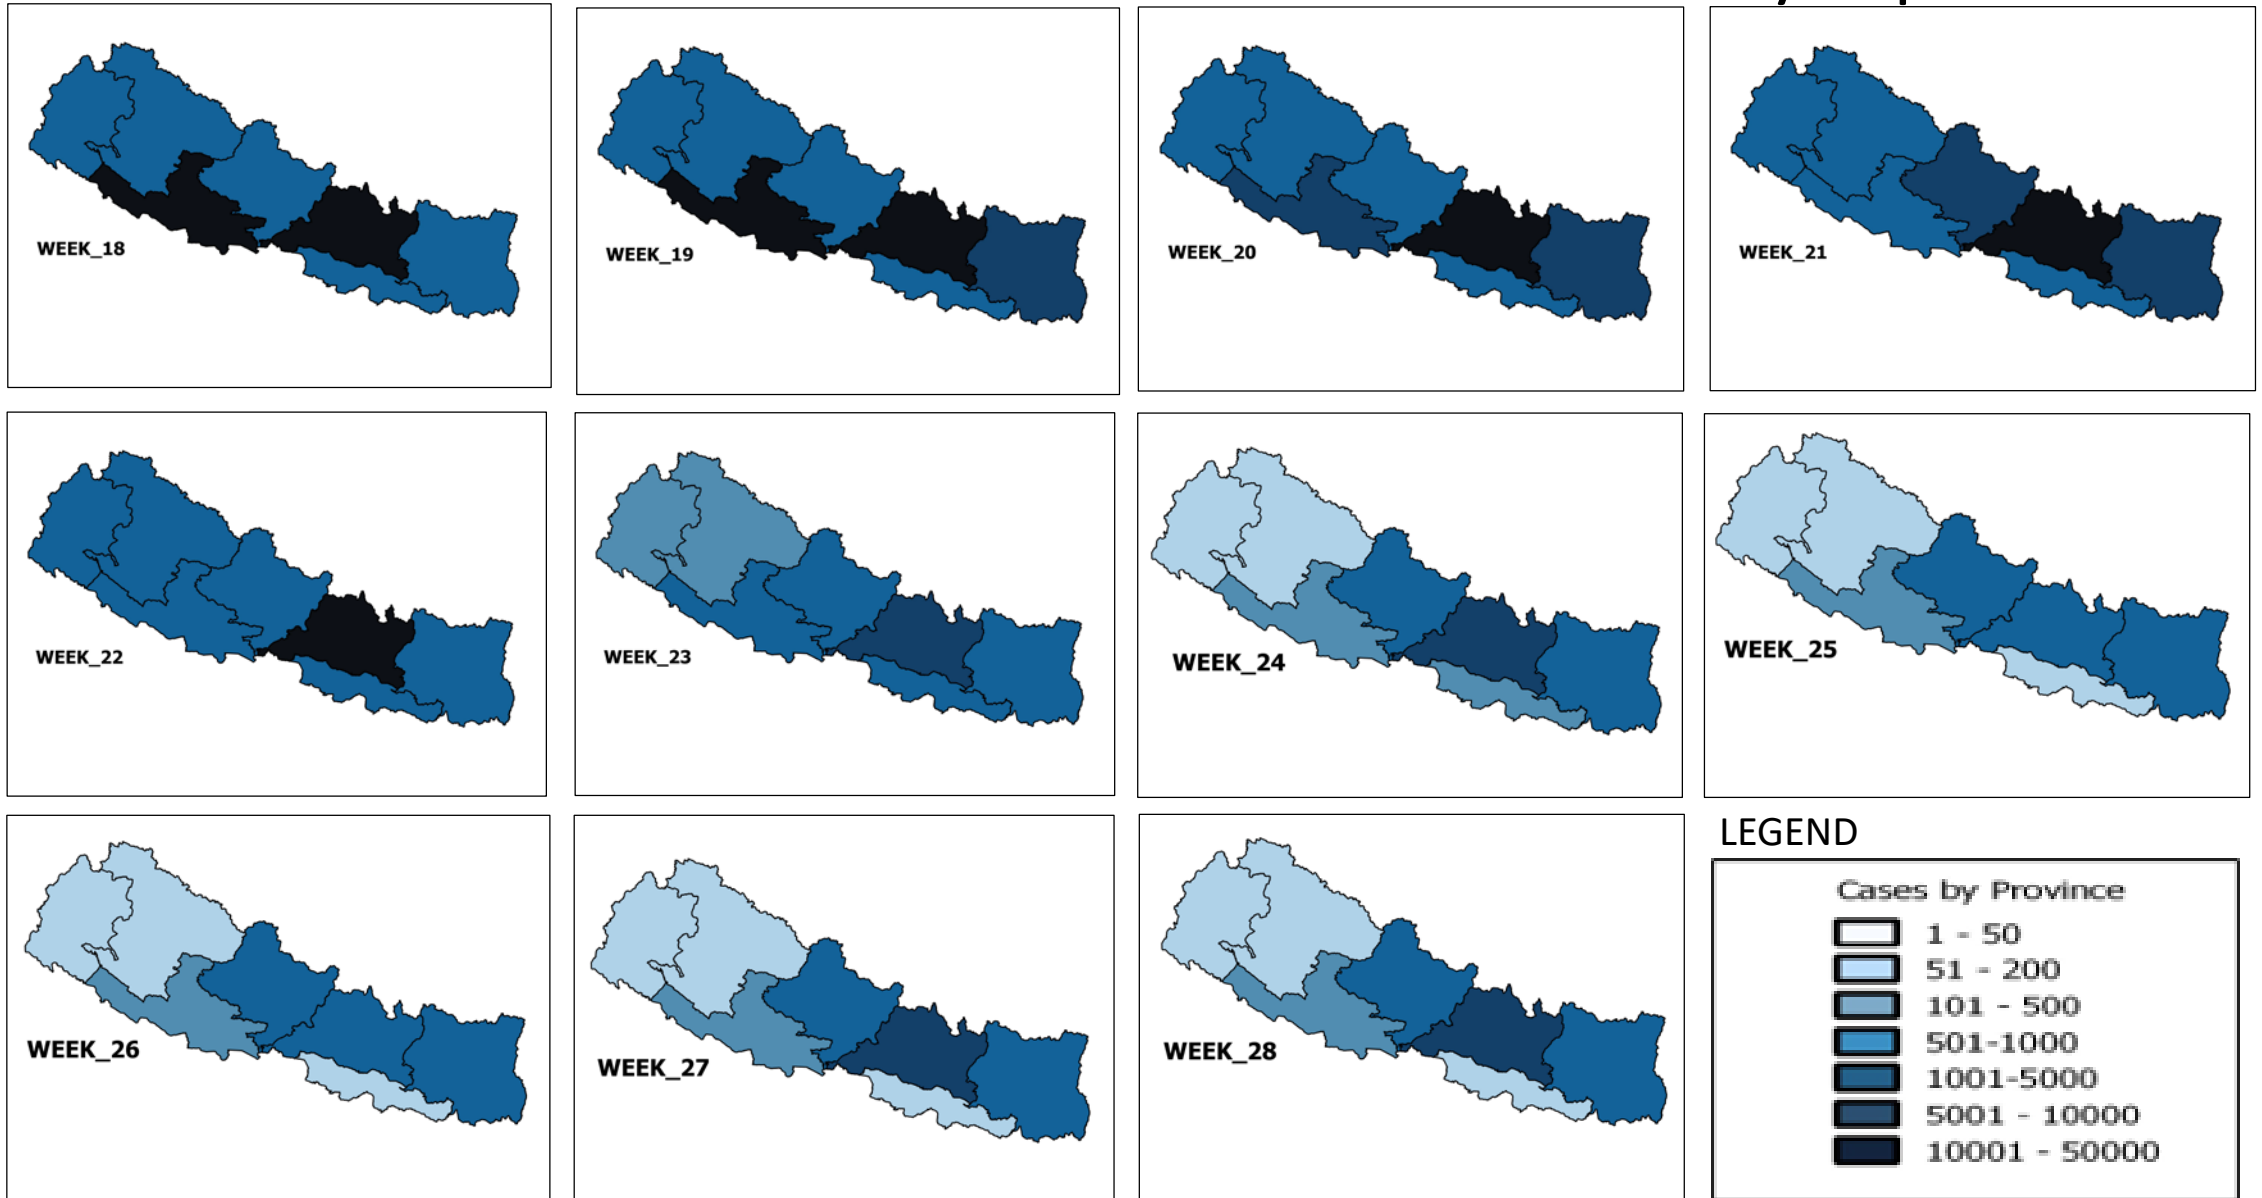 WEEK_18
WEEK_19
WEEK_20
WEEK_21
WEEK_22
WEEK_23
WEEK_24
WEEK_25
WEEK_26
WEEK_27
WEEK_28
LEGEND
Cases by Province
1 - 50
51 - 200
101 - 500
501-1000
1001-5000
5001 - 10000
10001 - 50000